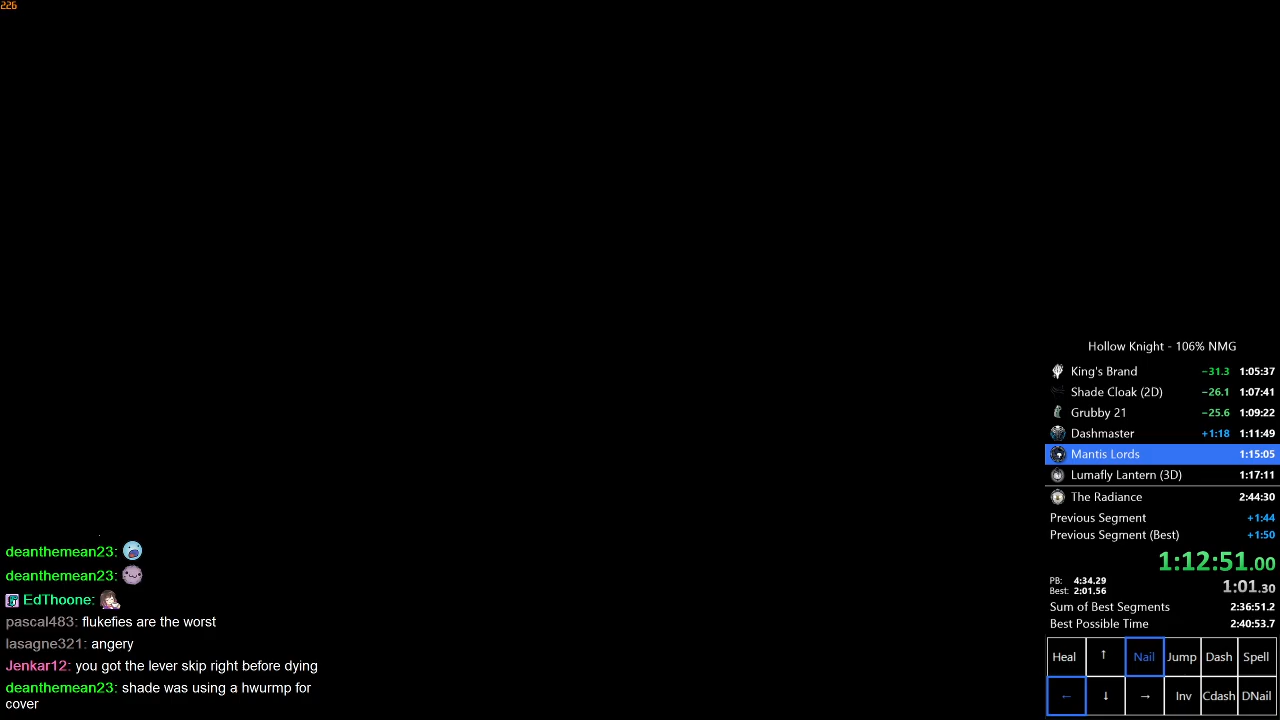 226
Hollow Knight - 106% NMG
King's Brand −31.3 1:05:37
Shade Cloak (2D) −26.1 1:07:41
Grubby 21 −25.6 1:09:22
Dashmaster +1:18 1:11:49
Mantis Lords 1:15:05
Lumafly Lantern (3D) 1:17:11
The Radiance 2:44:30
Previous Segment +1:44
Previous Segment (Best) +1:50
1:12:51.00
PB: 4:34.29
Best: 2:01.56
1:01.30
Sum of Best Segments 2:36:51.2
Best Possible Time 2:40:53.7
Heal ↑ Nail Jump Dash Spell
← ↓ → Inv Cdash DNail
deanthemean23:
deanthemean23:
EdThoone:
pascal483: flukefies are the worst
lasagne321: angery
Jenkar12: you got the lever skip right before dying
deanthemean23: shade was using a hwurmp for
cover